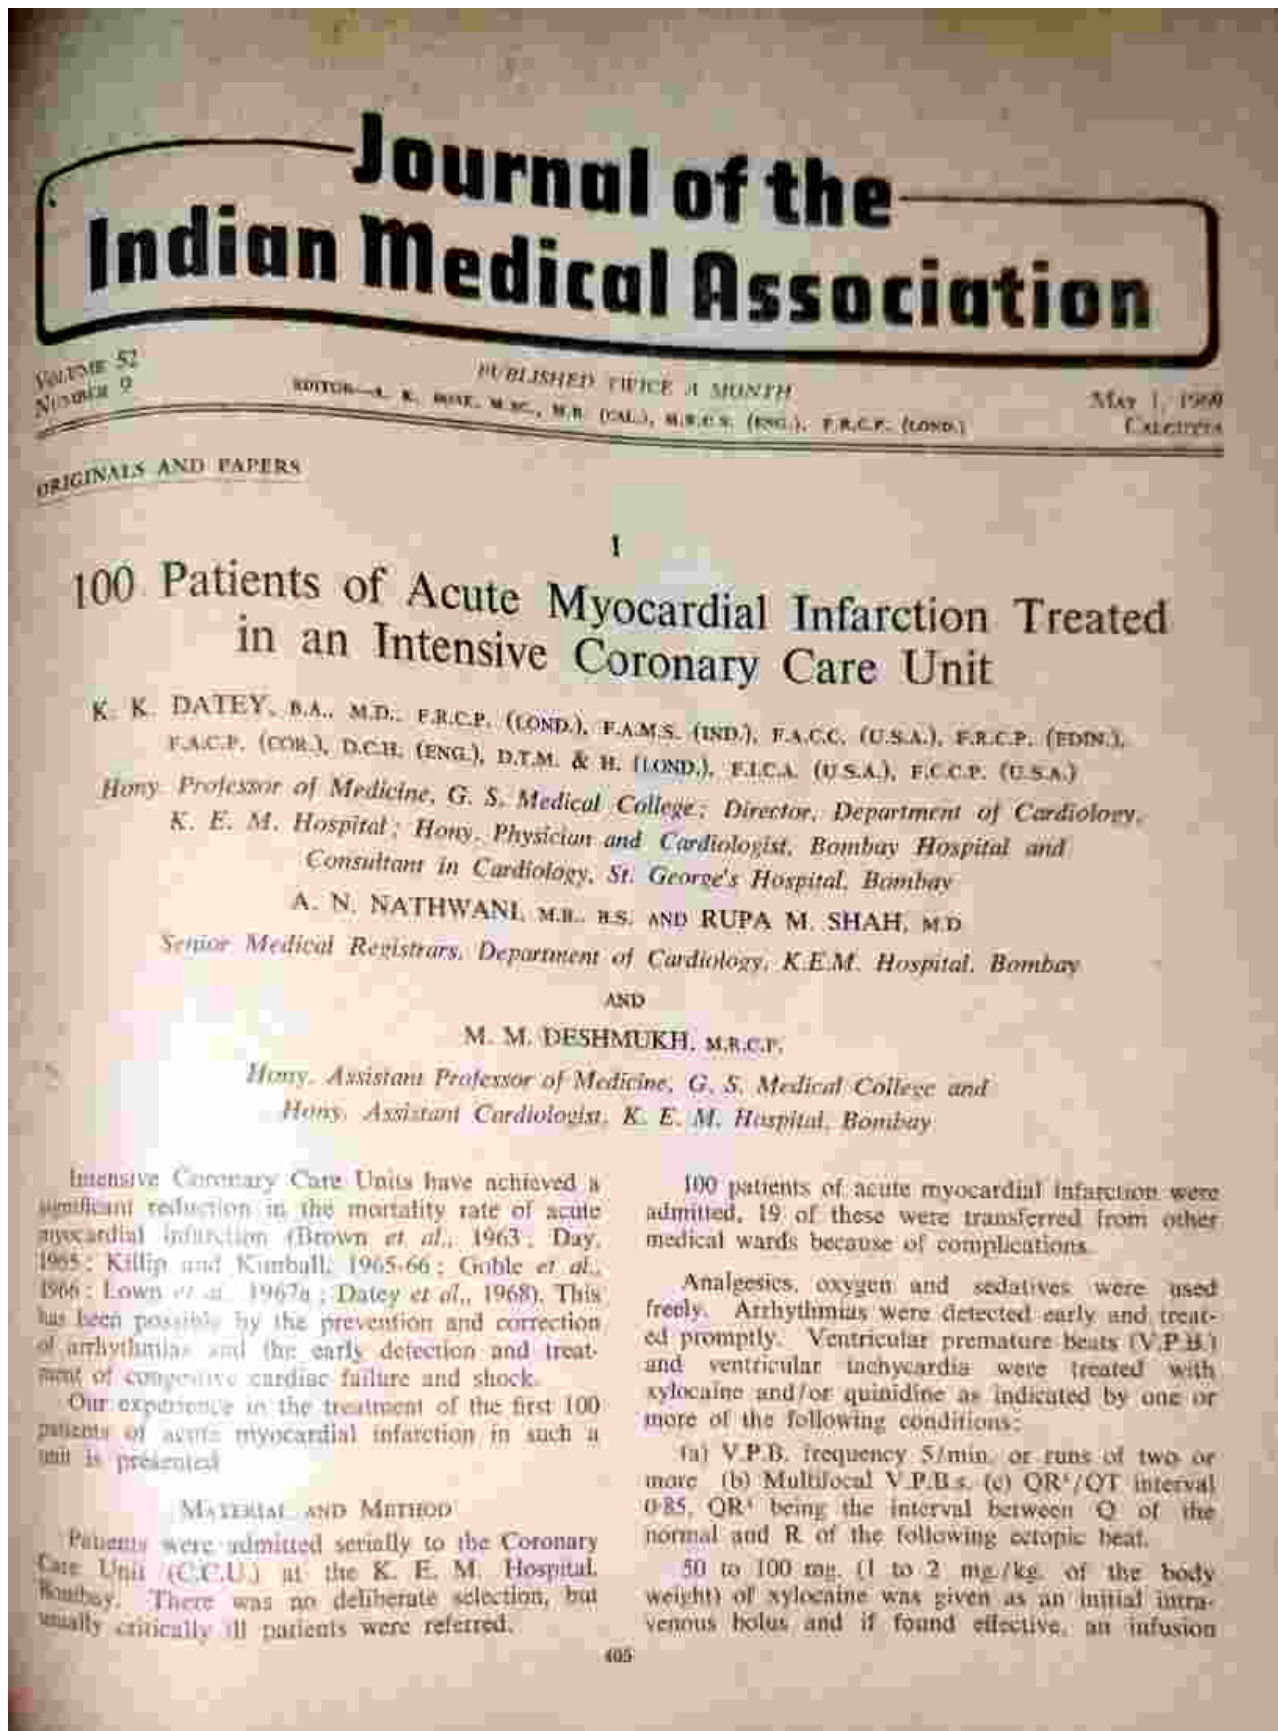 Journal of the
Indian Medical Association
VOLUME 52
NUMBER 9
PUBLISHED TWICE A MONTH
EDITOR—A. K. BOSE, M.SC., M.B. (CAL.), M.R.C.S. (ENG.), F.R.C.P. (LOND.)
MAY 1, 1969
CALCUTTA
ORIGINALS AND PAPERS
I
100 Patients of Acute Myocardial Infarction Treated
in an Intensive Coronary Care Unit
K. K. DATEY, B.A., M.D., F.R.C.P. (LOND.), F.A.M.S. (IND.), F.A.C.C. (U.S.A.), F.R.C.P. (EDIN.),
F.A.C.P. (COR.), D.C.H. (ENG.), D.T.M. & H. (LOND.), F.I.C.A. (U.S.A.), F.C.C.P. (U.S.A.)
Hony. Professor of Medicine, G. S. Medical College; Director, Department of Cardiology,
K. E. M. Hospital; Hony. Physician and Cardiologist, Bombay Hospital and
Consultant in Cardiology, St. George's Hospital, Bombay
A. N. NATHWANI, M.B., B.S. AND RUPA M. SHAH, M.D.
Senior Medical Registrars, Department of Cardiology, K.E.M. Hospital, Bombay
AND
M. M. DESHMUKH, M.R.C.P.
Hony. Assistant Professor of Medicine, G. S. Medical College and
Hony. Assistant Cardiologist, K. E. M. Hospital, Bombay
Intensive Coronary Care Units have achieved a
significant reduction in the mortality rate of acute
myocardial infarction (Brown et al., 1963; Day,
1965; Killip and Kimball, 1965-66; Goble et al.,
1966; Lown et al., 1967a; Datey et al., 1968). This
has been possible by the prevention and correction
of arrhythmias and the early detection and treat-
ment of congestive cardiac failure and shock.
Our experience in the treatment of the first 100
patients of acute myocardial infarction in such a
unit is presented
MATERIAL AND METHOD
Patients were admitted serially to the Coronary
Care Unit (C.C.U.) at the K. E. M. Hospital,
Bombay. There was no deliberate selection, but
usually critically ill patients were referred.
100 patients of acute myocardial infarction were
admitted, 19 of these were transferred from other
medical wards because of complications.
Analgesics, oxygen and sedatives were used
freely. Arrhythmias were detected early and treat-
ed promptly. Ventricular premature beats (V.P.B.)
and ventricular tachycardia were treated with
xylocaine and/or quinidine as indicated by one or
more of the following conditions:
(a) V.P.B. frequency 5/min. or runs of two or
more (b) Multifocal V.P.B.s. (c) QR¹/QT interval
0·85, QR¹ being the interval between Q of the
normal and R of the following ectopic beat.
50 to 100 mg. (1 to 2 mg./kg. of the body
weight) of xylocaine was given as an initial intra-
venous bolus and if found effective, an infusion
405